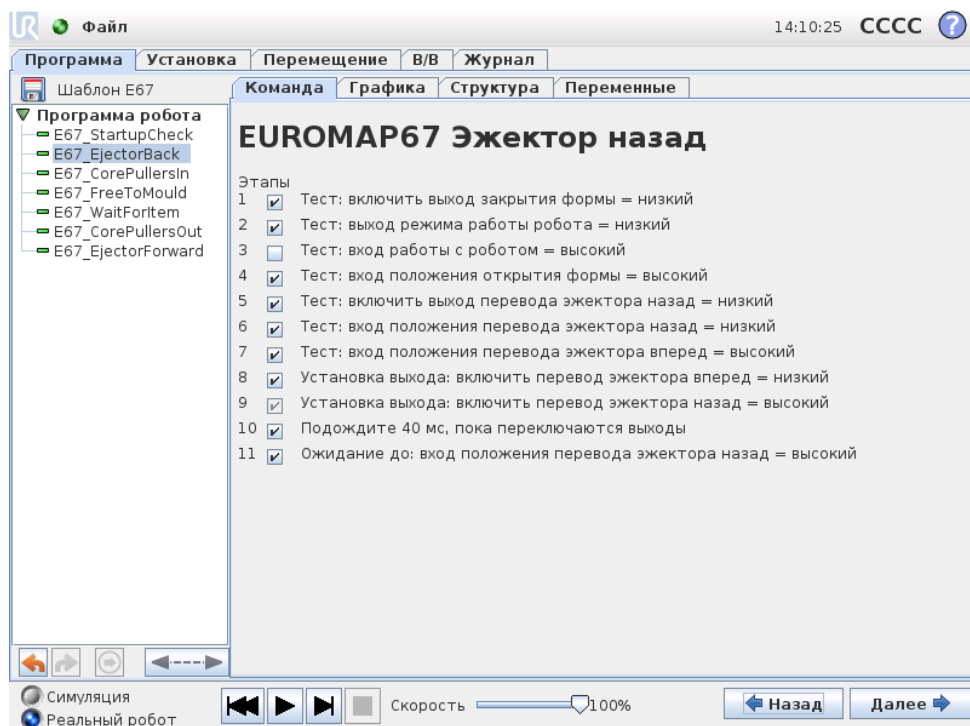 UR Файл 14:10:25 CCCC ?
Программа Установка Перемещение В/В Журнал
Шаблон E67
Команда Графика Структура Переменные
Программа робота
E67_StartupCheck
E67_EjectorBack
E67_CorePullersIn
E67_FreeToMould
E67_WaitForItem
E67_CorePullersOut
E67_EjectorForward
EUROMAP67 Эжектор назад
Этапы
1 Тест: включить выход закрытия формы = низкий
2 Тест: выход режима работы робота = низкий
3 Тест: вход работы с роботом = высокий
4 Тест: вход положения открытия формы = высокий
5 Тест: включить выход перевода эжектора назад = низкий
6 Тест: вход положения перевода эжектора назад = низкий
7 Тест: вход положения перевода эжектора вперед = высокий
8 Установка выхода: включить перевод эжектора вперед = низкий
9 Установка выхода: включить перевод эжектора назад = высокий
10 Подождите 40 мс, пока переключаются выходы
11 Ожидание до: вход положения перевода эжектора назад = высокий
Симуляция
Реальный робот
Скорость 100%
Назад Далее